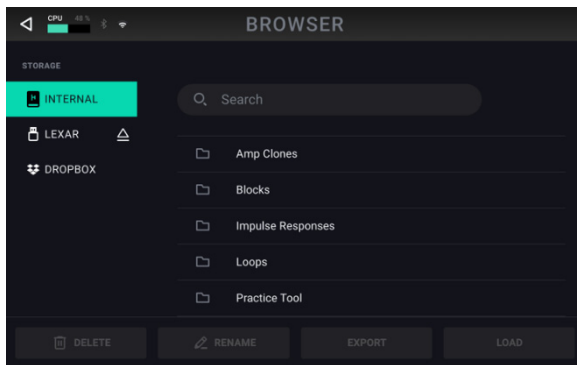 CPU 48 %
BROWSER
STORAGE
INTERNAL
LEXAR
DROPBOX
Search
Amp Clones
Blocks
Impulse Responses
Loops
Practice Tool
DELETE
RENAME
EXPORT
LOAD